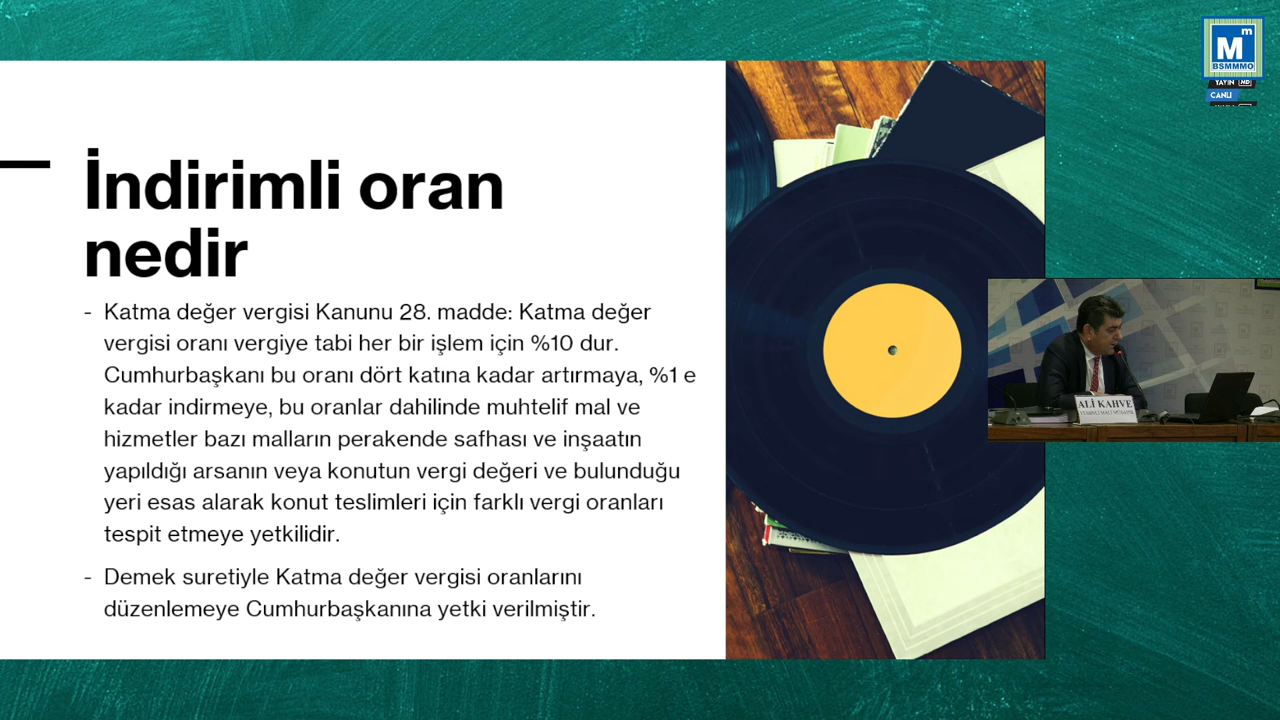 İndirimli oran
nedir
- Katma değer vergisi Kanunu 28. madde: Katma değer
vergisi oranı vergiye tabi her bir işlem için %10 dur.
Cumhurbaşkanı bu oranı dört katına kadar artırmaya, %1 e
kadar indirmeye, bu oranlar dahilinde muhtelif mal ve
hizmetler bazı malların perakende safhası ve inşaatın
yapıldığı arsanın veya konutun vergi değeri ve bulunduğu
yeri esas alarak konut teslimleri için farklı vergi oranları
tespit etmeye yetkilidir.
- Demek suretiyle Katma değer vergisi oranlarını
düzenlemeye Cumhurbaşkanına yetki verilmiştir.
Mm
BSMMMO
YAYIN
CANLI
ALİ KAHVE